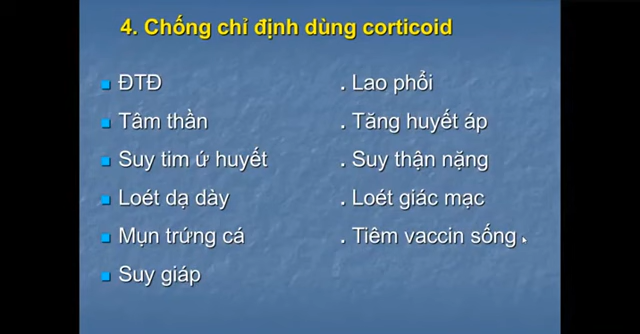 4. Chống chỉ định dùng corticoid
ĐTĐ
Tâm thần
Suy tim ứ huyết
Loét dạ dày
Mụn trứng cá
Suy giáp
. Lao phổi
. Tăng huyết áp
. Suy thận nặng
. Loét giác mạc
. Tiêm vaccin sống